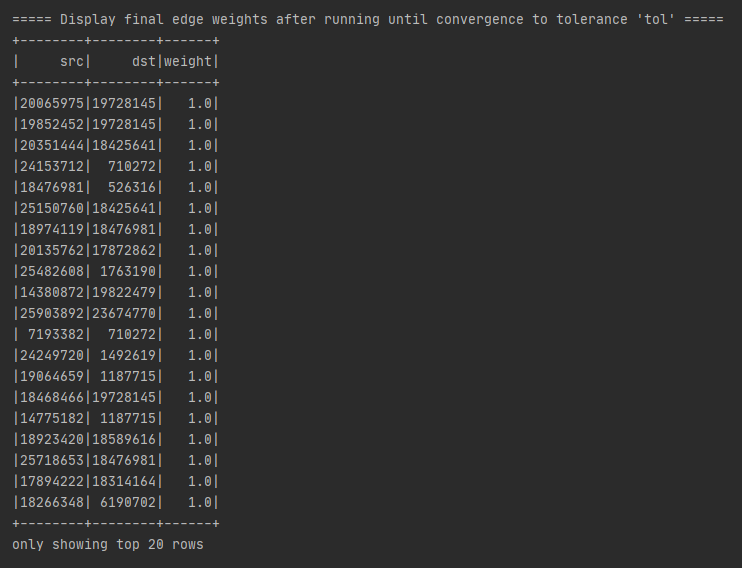 ===== Display final edge weights after running until convergence to tolerance 'tol' =====
+--------+--------+------+
|     src|     dst|weight|
+--------+--------+------+
|20065975|19728145|   1.0|
|19852452|19728145|   1.0|
|20351444|18425641|   1.0|
|24153712|  710272|   1.0|
|18476981|  526316|   1.0|
|25150760|18425641|   1.0|
|18974119|18476981|   1.0|
|20135762|17872862|   1.0|
|25482608| 1763190|   1.0|
|14380872|19822479|   1.0|
|25903892|23674770|   1.0|
| 7193382|  710272|   1.0|
|24249720| 1492619|   1.0|
|19064659| 1187715|   1.0|
|18468466|19728145|   1.0|
|14775182| 1187715|   1.0|
|18923420|18589616|   1.0|
|25718653|18476981|   1.0|
|17894222|18314164|   1.0|
|18266348| 6190702|   1.0|
+--------+--------+------+
only showing top 20 rows